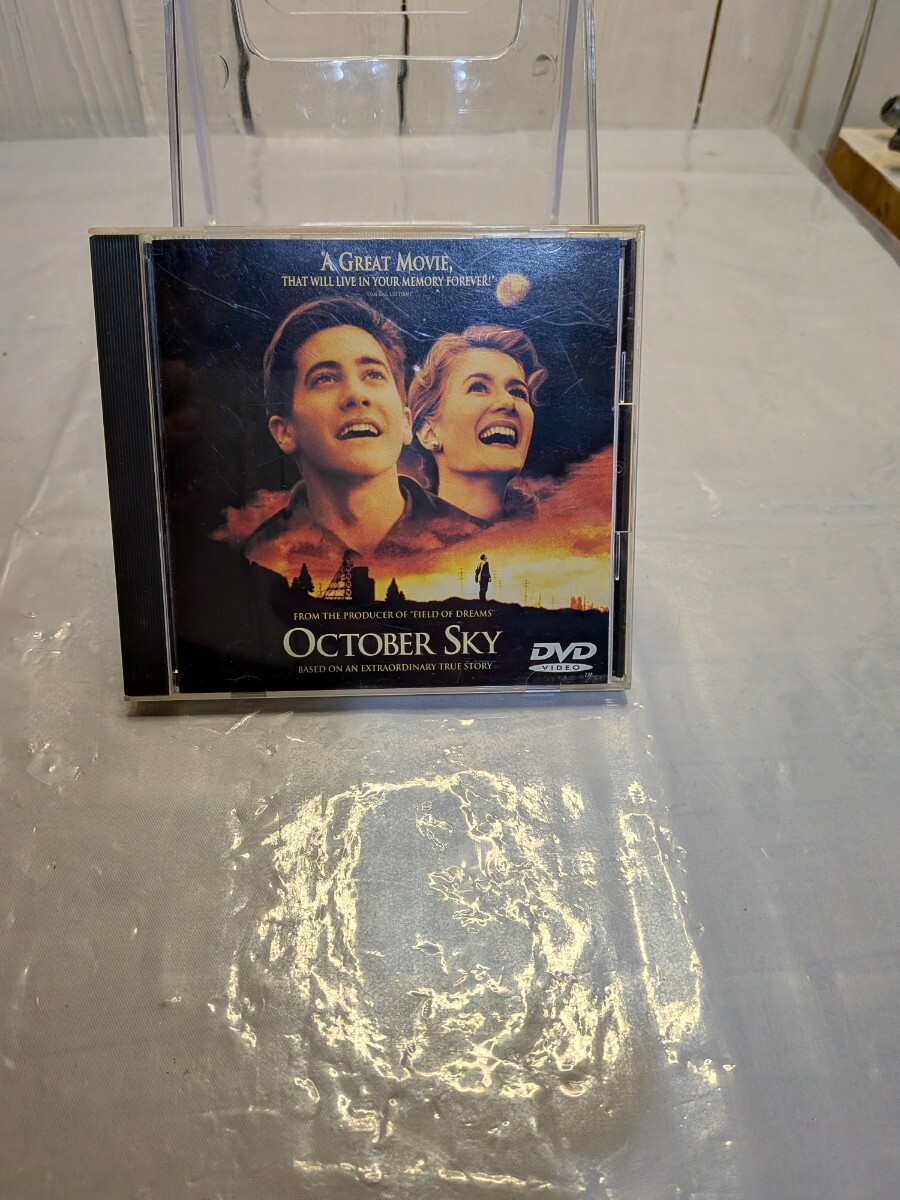 "A GREAT MOVIE,
THAT WILL LIVE IN YOUR MEMORY FOREVER!"
FROM THE PRODUCER OF "FIELD OF DREAMS"
OCTOBER SKY
BASED ON AN EXTRAORDINARY TRUE STORY
DVD
VIDEO
TM